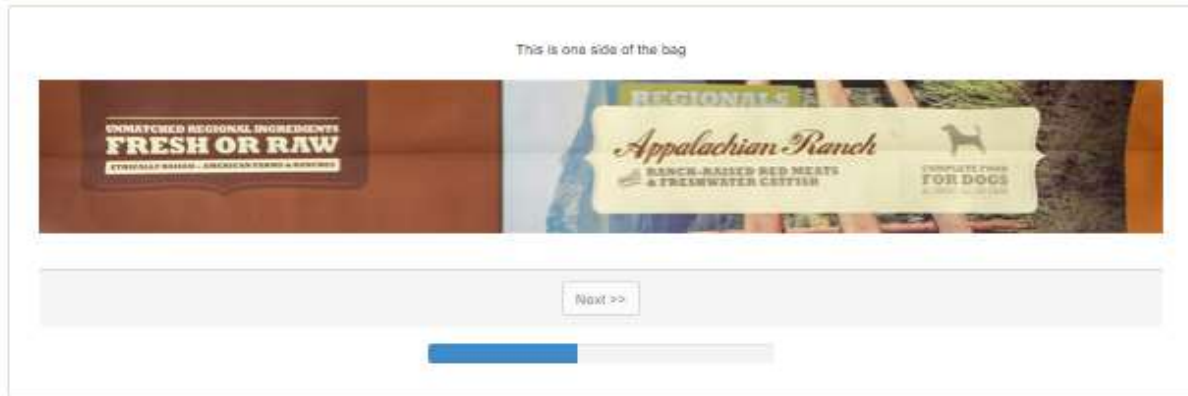 This is one side of the bag
UNMATCHED REGIONAL INGREDIENTS
FRESH OR RAW
ETHICALLY RAISED
AMERICAN FARMS & RANCHES
REGIONALS
Appalachian Ranch
RANCH-RAISED RED MEATS
& FRESHWATER CATFISH
COMPLETE FOOD
FOR DOGS
Next >>